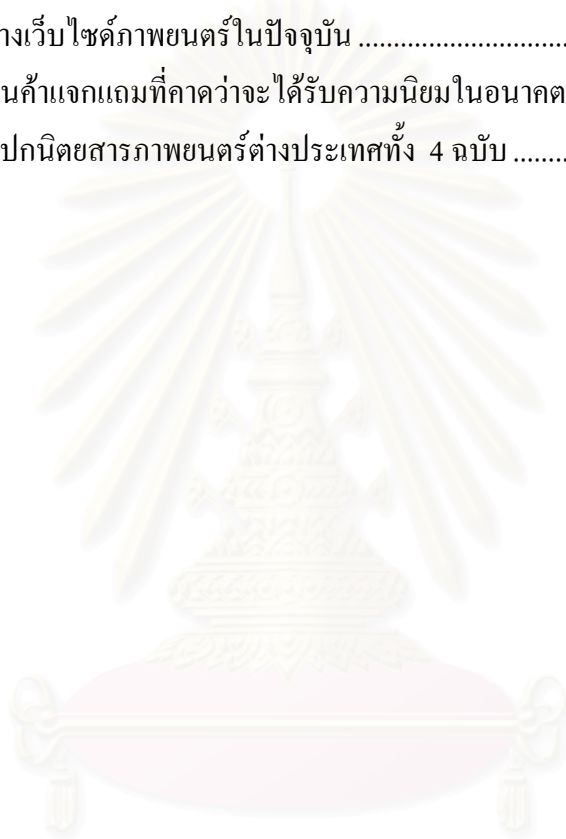 างเว็บไซด์ภาพยนตร์ในปัจจุบัน ..............................
นค้าแจกแถมที่คาดว่าจะได้รับความนิยมในอนาคต
ปกนิตยสารภาพยนตร์ต่างประเทศทั้ง 4 ฉบับ ........